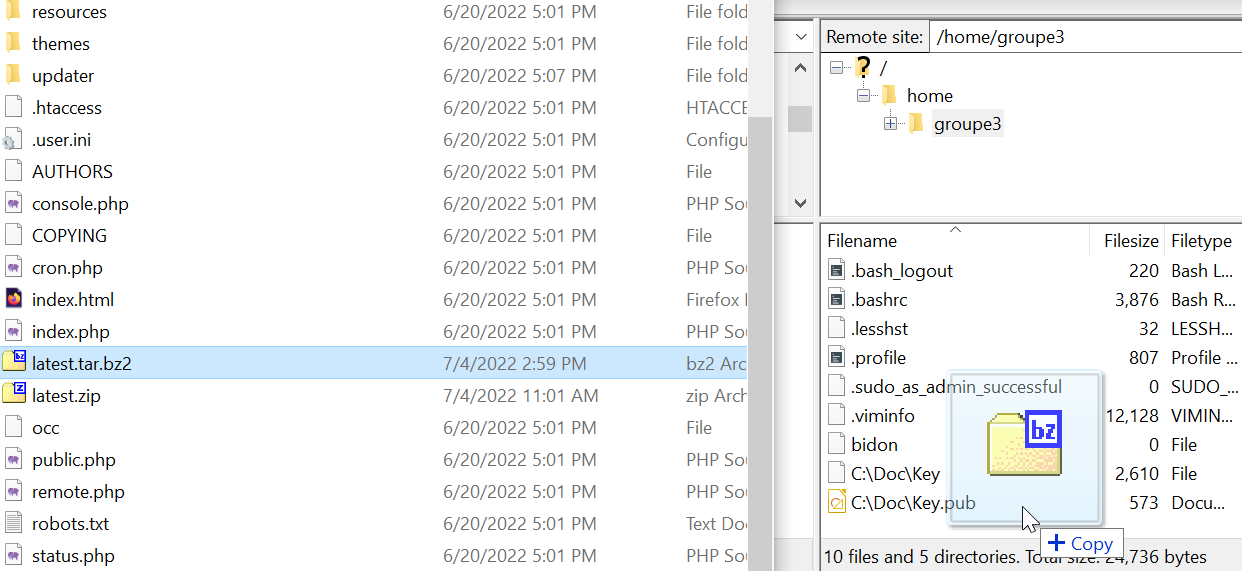 resources 6/20/2022 5:01 PM File fold
themes 6/20/2022 5:01 PM File fold
updater 6/20/2022 5:07 PM File fold
.htaccess 6/20/2022 5:01 PM HTACCE
.user.ini 6/20/2022 5:01 PM Configu
AUTHORS 6/20/2022 5:01 PM File
console.php 6/20/2022 5:01 PM PHP Sou
COPYING 6/20/2022 5:01 PM File
cron.php 6/20/2022 5:01 PM PHP Sou
index.html 6/20/2022 5:01 PM Firefox
index.php 6/20/2022 5:01 PM PHP Sou
latest.tar.bz2 7/4/2022 2:59 PM bz2 Arc
latest.zip 7/4/2022 11:01 AM zip Arch
occ 6/20/2022 5:01 PM File
public.php 6/20/2022 5:01 PM PHP Sou
remote.php 6/20/2022 5:01 PM PHP Sou
robots.txt 6/20/2022 5:01 PM Text Doc
status.php 6/20/2022 5:01 PM PHP Sou
Remote site: /home/groupe3
/
home
groupe3
Filename Filesize Filetype
.bash_logout 220 Bash L...
.bashrc 3,876 Bash R...
.lesshst 32 LESSH...
.profile 807 Profile ...
.sudo_as_admin_successful 0 SUDO_...
.viminfo 12,128 VIMIN...
bidon 0 File
C:\Doc\Key 2,610 File
C:\Doc\Key.pub 573 Docu...
bz
Copy
10 files and 5 directories. Total size: 24,736 bytes